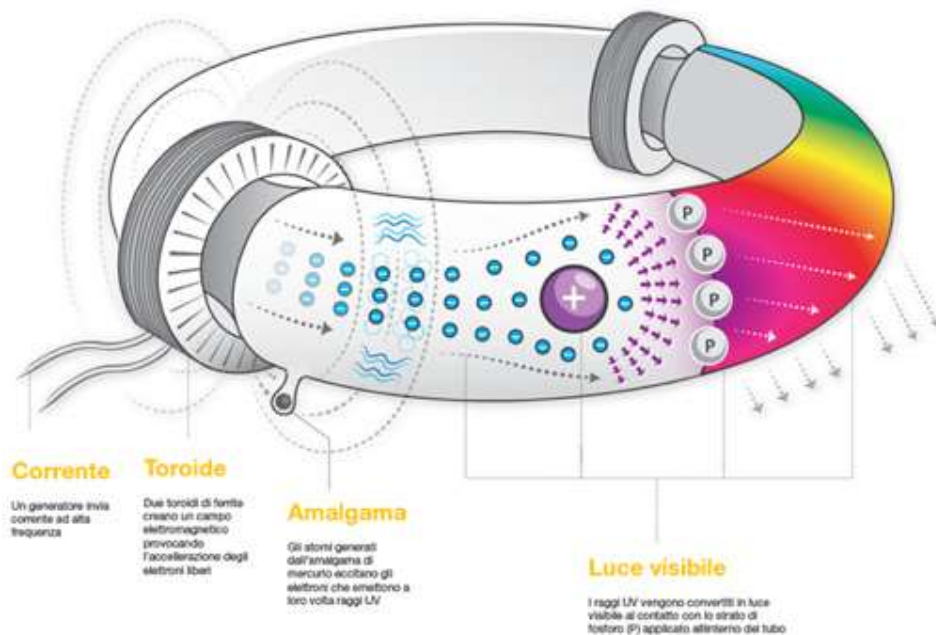 P
P
P
P
Corrente
Un generatore invia
corrente ad alta
frequenza
Toroide
Due toroidi di ferrite
creano un campo
elettromagnetico
provocando
l'accellerazione degli
elettroni liberi
Amalgama
Gli atomi generati
dall'amalgama di
mercurio eccitano gli
elettroni che emettono a
loro volta raggi UV
Luce visibile
I raggi UV vengono convertiti in luce
visibile al contatto con lo strato di
fosforo (P) applicato all'interno del tubo